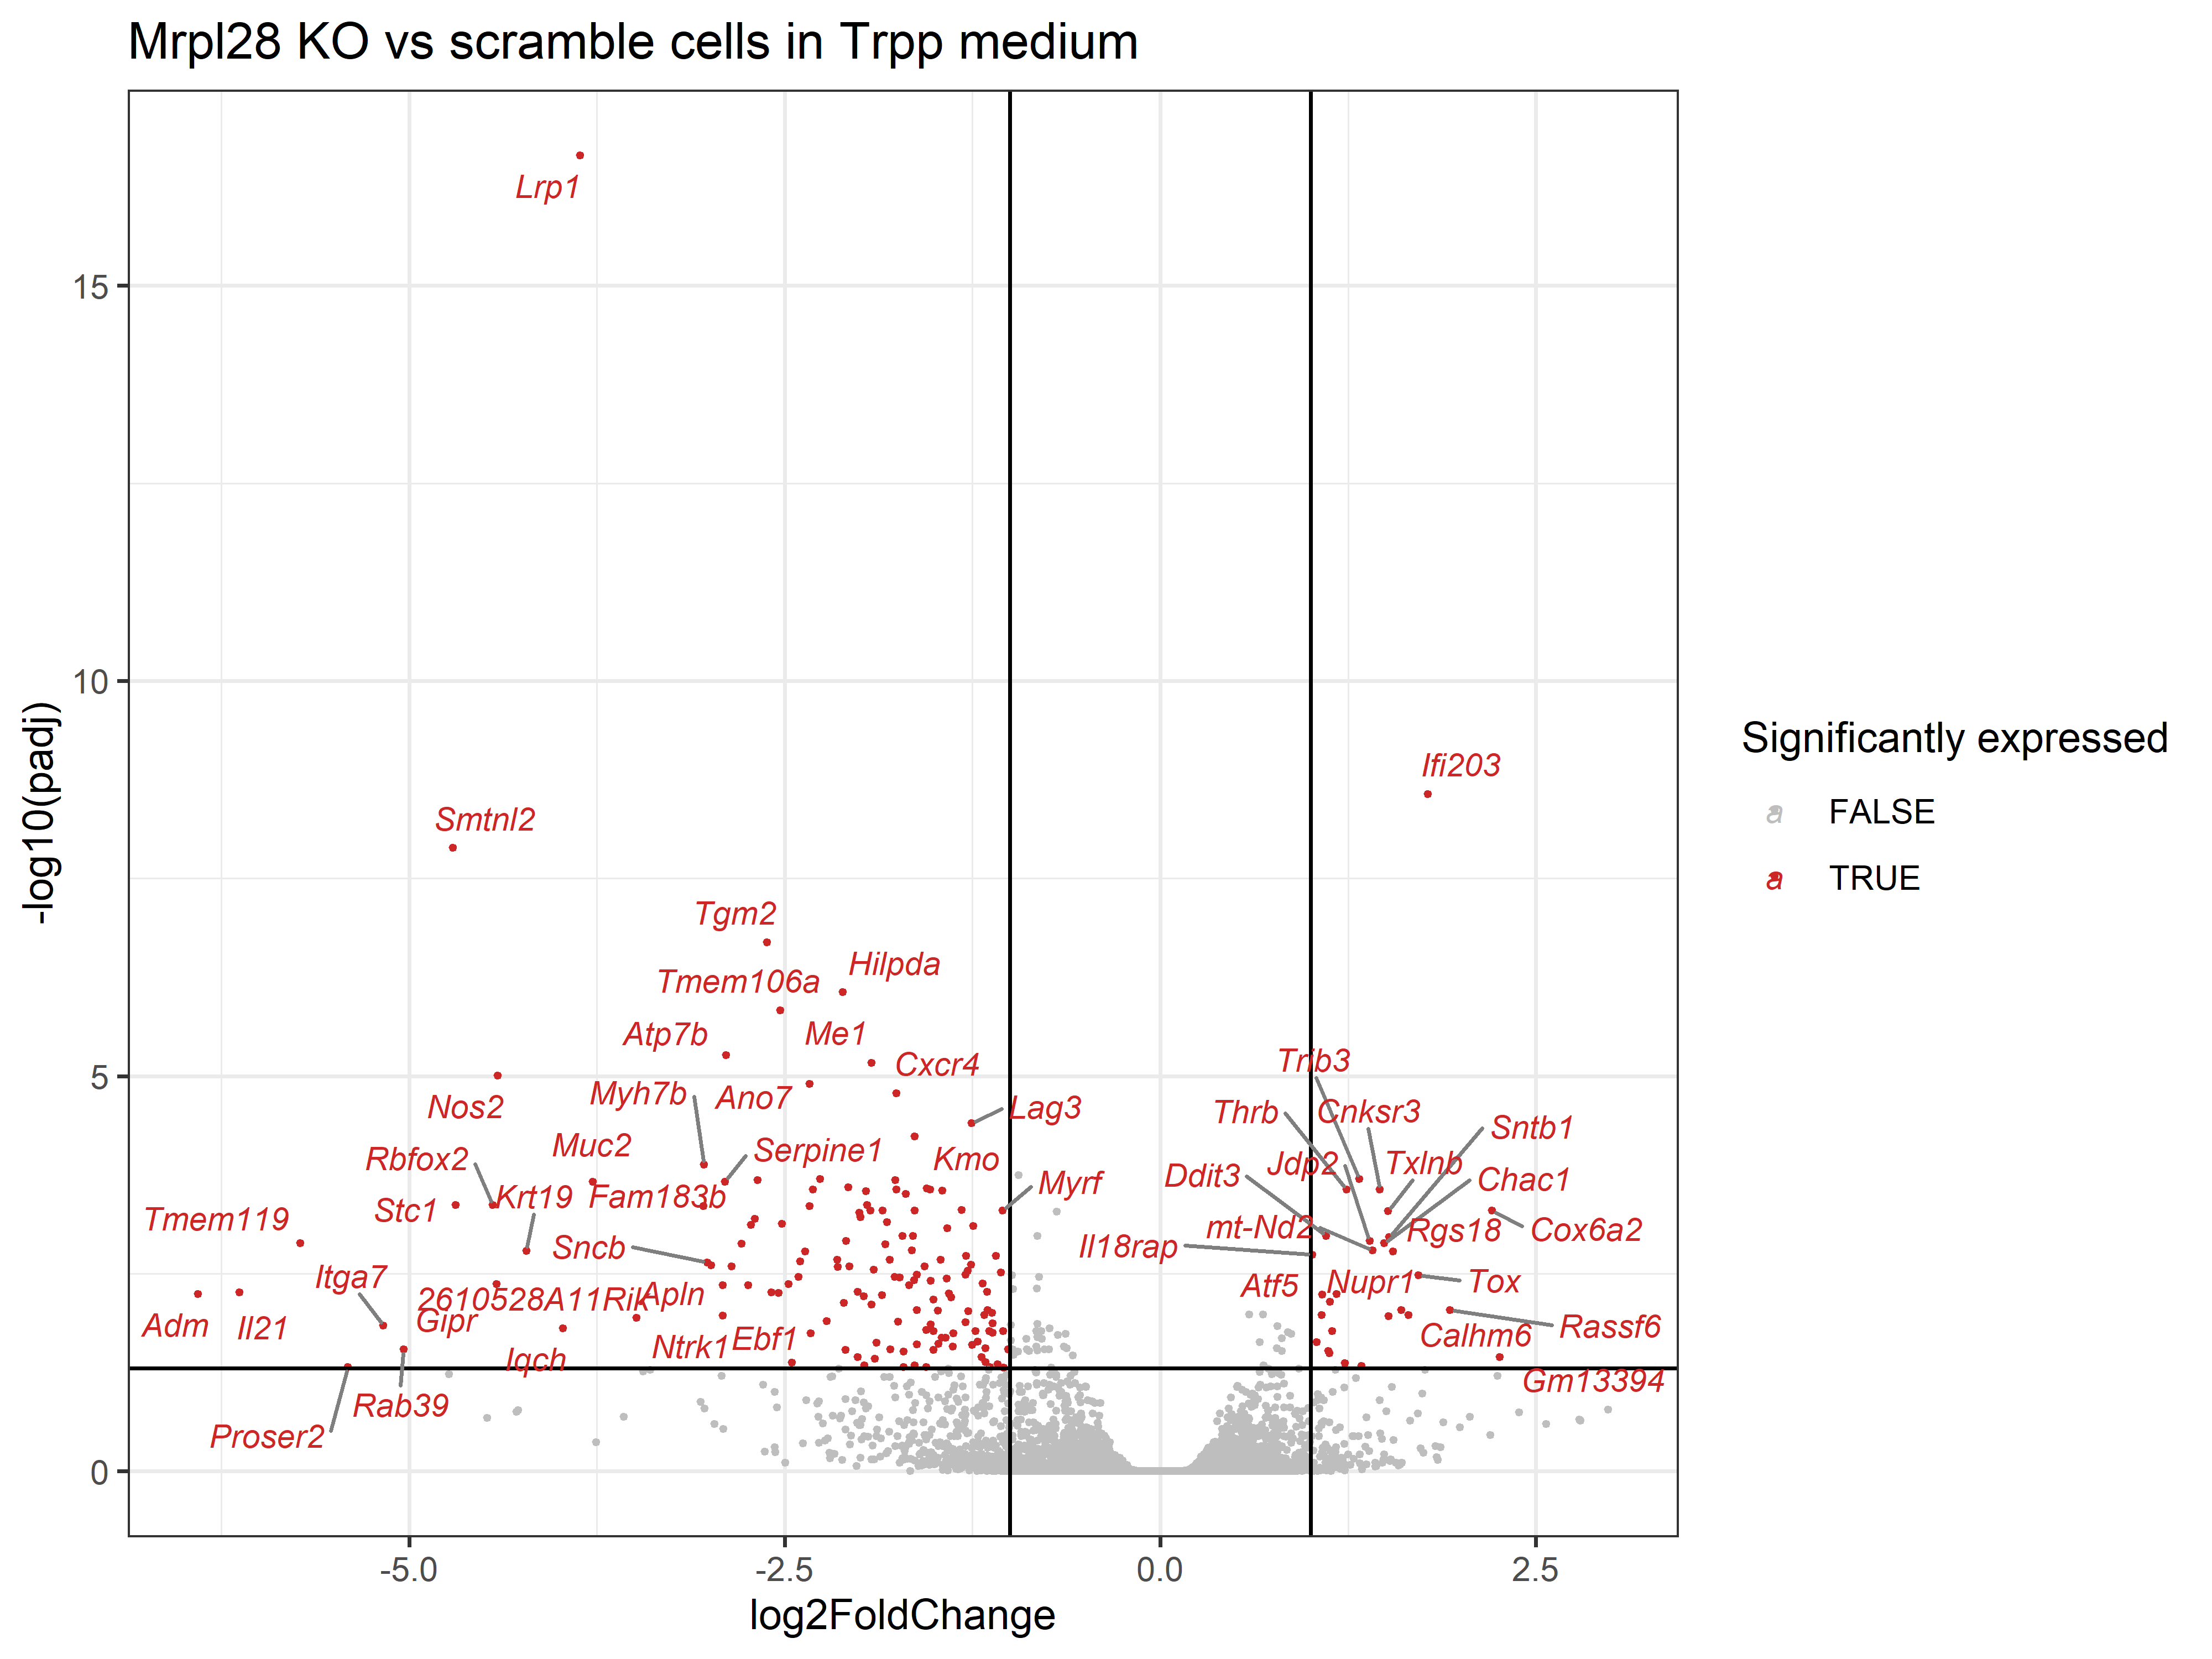 Mrpl28 KO vs scramble cells in Trpp medium
Lrp1
15
10
Ifi203
Smtnl2
Tgm2
Hilpda
Tmem106a
Atp7b
Me1
Cxcr4
Trib3
5
Nos2
Myh7b
Ano7
Lag3
Thrb
Cnksr3
Sntb1
Muc2
Rbfox2
Serpine1
Kmo
Jdp2
Txlnb
Ddit3
Chac1
Myrf
Krt19
Fam183b
Stc1
Tmem119
mt-Nd2
Rgs18
Cox6a2
Sncb
Il18rap
Itga7
Atf5
Nupr1
Tox
2610528A11Rik
Apln
Adm
Il21
Gipr
Ntrk1
Ebf1
Calhm6
Rassf6
Iqch
Gm13394
Rab39
Proser2
0
-5.0
-2.5
0.0
2.5
log2FoldChange
-log10(padj)
Significantly expressed
a FALSE
a TRUE